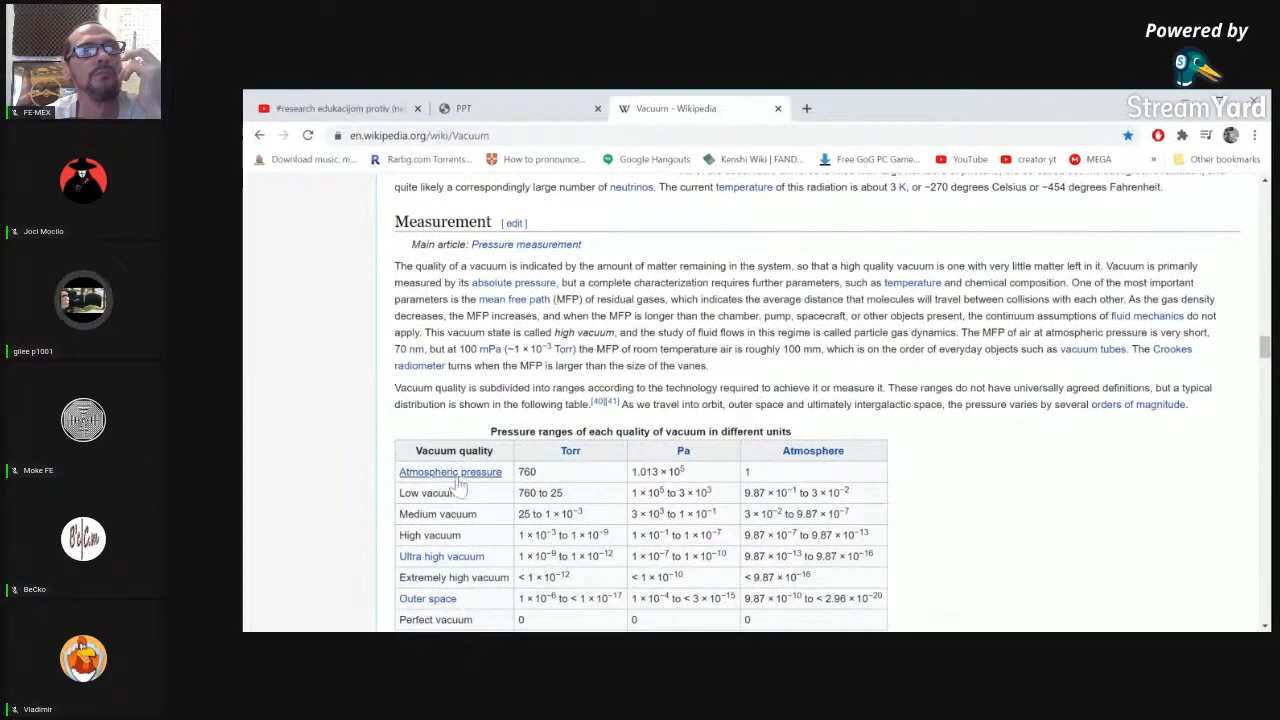 Powered by
StreamYard
FE-MEX
Joci Mocilo
gilee p1001
Moke FE
BeCko
Vladimir
#research edukacijom protiv (ne
PPT
Vacuum - Wikipedia
en.wikipedia.org/wiki/Vacuum
Download music, m...
Rarbg.com Torrents...
How to pronounce...
Google Hangouts
Kenshi Wiki | FAND...
Free GoG PC Game...
YouTube
creator yt
MEGA
»
Other bookmarks
quite likely a correspondingly large number of neutrinos. The current temperature of this radiation is about 3 K, or −270 degrees Celsius or −454 degrees Fahrenheit.
Measurement [ edit ]
Main article: Pressure measurement
The quality of a vacuum is indicated by the amount of matter remaining in the system, so that a high quality vacuum is one with very little matter left in it. Vacuum is primarily
measured by its absolute pressure, but a complete characterization requires further parameters, such as temperature and chemical composition. One of the most important
parameters is the mean free path (MFP) of residual gases, which indicates the average distance that molecules will travel between collisions with each other. As the gas density
decreases, the MFP increases, and when the MFP is longer than the chamber, pump, spacecraft, or other objects present, the continuum assumptions of fluid mechanics do not
apply. This vacuum state is called high vacuum, and the study of fluid flows in this regime is called particle gas dynamics. The MFP of air at atmospheric pressure is very short,
70 nm, but at 100 mPa (~1 × 10⁻³ Torr) the MFP of room temperature air is roughly 100 mm, which is on the order of everyday objects such as vacuum tubes. The Crookes
radiometer turns when the MFP is larger than the size of the vanes.
Vacuum quality is subdivided into ranges according to the technology required to achieve it or measure it. These ranges do not have universally agreed definitions, but a typical
distribution is shown in the following table.[40][41] As we travel into orbit, outer space and ultimately intergalactic space, the pressure varies by several orders of magnitude.
Pressure ranges of each quality of vacuum in different units
Vacuum quality Torr Pa Atmosphere
Atmospheric pressure 760 1.013 × 10⁵ 1
Low vacuum 760 to 25 1 × 10⁵ to 3 × 10³ 9.87 × 10⁻¹ to 3 × 10⁻²
Medium vacuum 25 to 1 × 10⁻³ 3 × 10³ to 1 × 10⁻¹ 3 × 10⁻² to 9.87 × 10⁻⁷
High vacuum 1 × 10⁻³ to 1 × 10⁻⁹ 1 × 10⁻¹ to 1 × 10⁻⁷ 9.87 × 10⁻⁷ to 9.87 × 10⁻¹³
Ultra high vacuum 1 × 10⁻⁹ to 1 × 10⁻¹² 1 × 10⁻⁷ to 1 × 10⁻¹⁰ 9.87 × 10⁻¹³ to 9.87 × 10⁻¹⁶
Extremely high vacuum < 1 × 10⁻¹² < 1 × 10⁻¹⁰ < 9.87 × 10⁻¹⁶
Outer space 1 × 10⁻⁶ to < 1 × 10⁻¹⁷ 1 × 10⁻⁴ to < 3 × 10⁻¹⁵ 9.87 × 10⁻¹⁰ to < 2.96 × 10⁻²⁰
Perfect vacuum 0 0 0